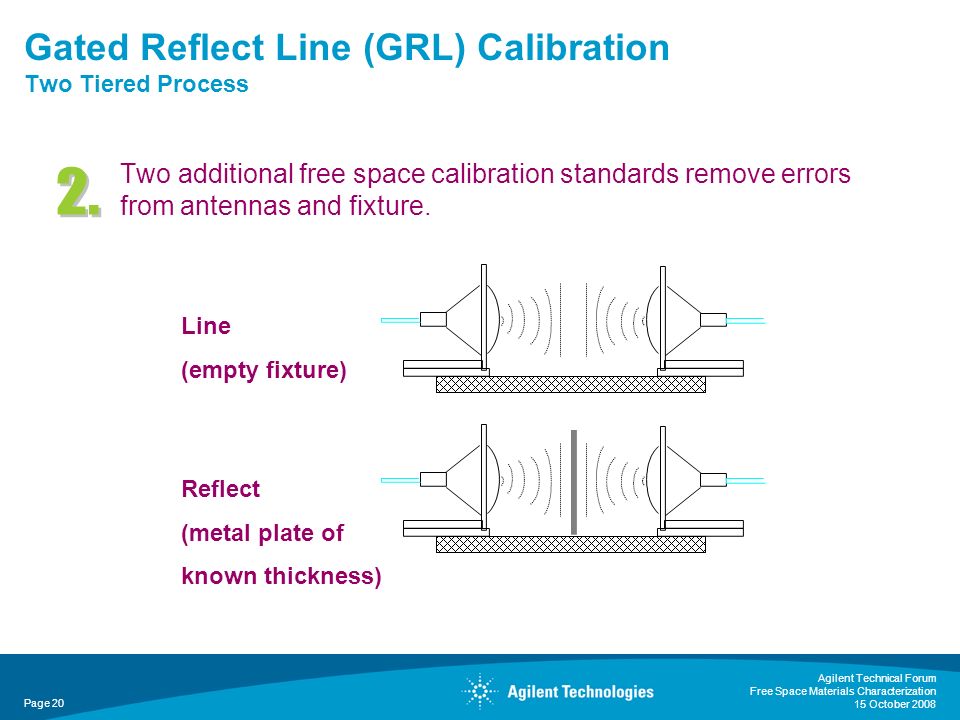 Gated Reflect Line (GRL) Calibration
Two Tiered Process
2.
Two additional free space calibration standards remove errors
from antennas and fixture.
Line
(empty fixture)
Reflect
(metal plate of
known thickness)
Page 20
Agilent Technologies
Agilent Technical Forum
Free Space Materials Characterization
15 October 2008